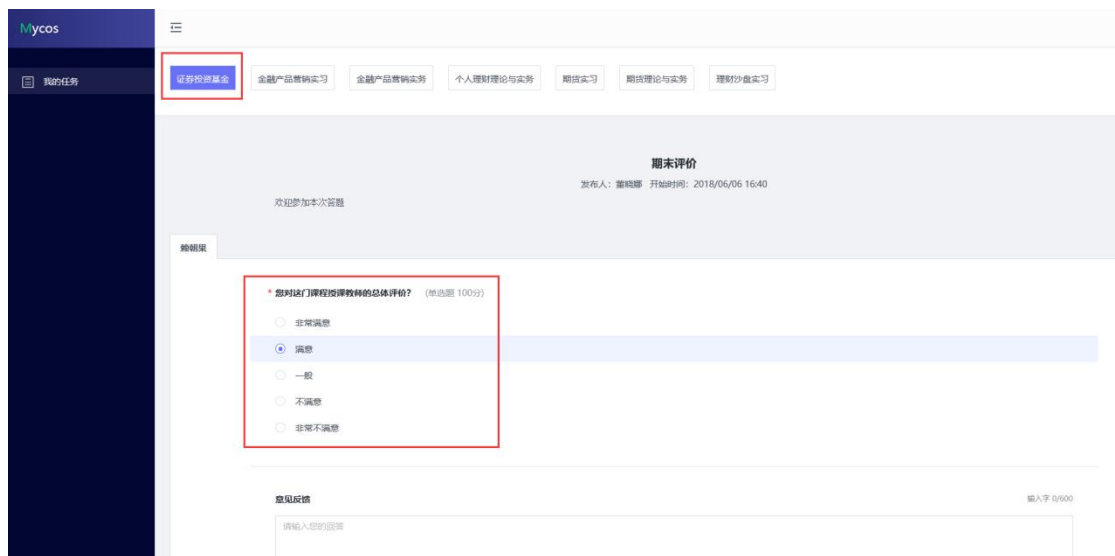 Mycos
我的任务
证券投资基金 金融产品营销实习 金融产品营销实务 个人理财理论与实务 期货实习 期货理论与实务 理财沙盘实习
期末评价
发布人：董晓娜 开始时间：2018/06/06 16:40
欢迎参加本次答题
赖朝果
* 您对这门课程授课教师的总体评价？ （单选题 100分）
非常满意
满意
一般
不满意
非常不满意
意见反馈 输入字 0/600
请输入您的回答